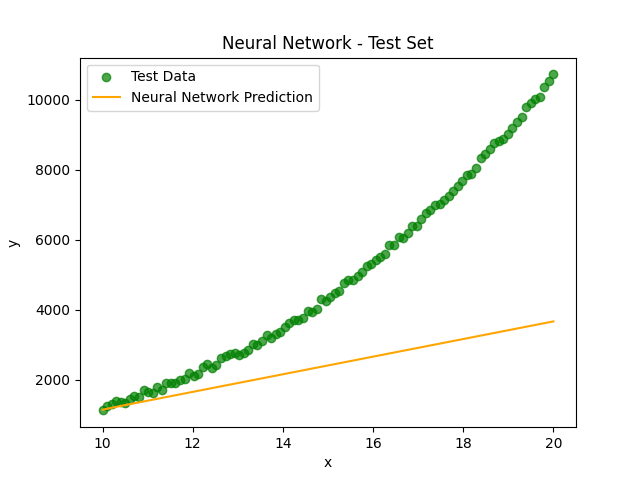 Neural Network - Test Set
Test Data
Neural Network Prediction
10000
8000
6000
4000
2000
y
10 12 14 16 18 20
x